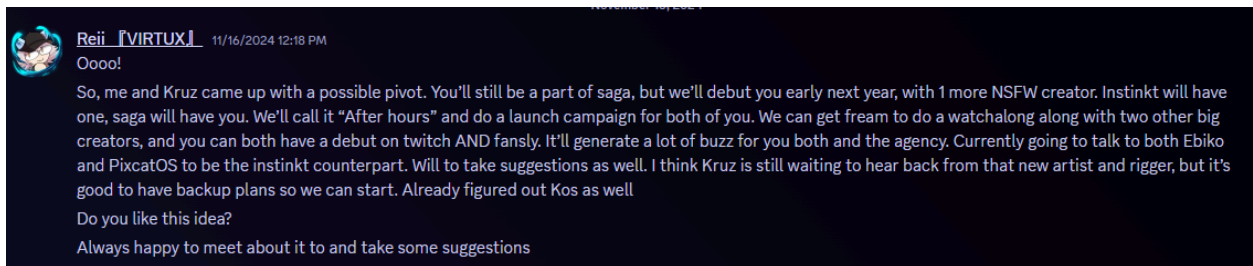 Reii 『VIRTUX』 11/16/2024 12:18 PM
Oooo!
So, me and Kruz came up with a possible pivot. You'll still be a part of saga, but we'll debut you early next year, with 1 more NSFW creator. Instinkt will have
one, saga will have you. We'll call it “After hours” and do a launch campaign for both of you. We can get fream to do a watchalong along with two other big
creators, and you can both have a debut on twitch AND fansly. It'll generate a lot of buzz for you both and the agency. Currently going to talk to both Ebiko
and PixcatOS to be the instinkt counterpart. Will to take suggestions as well. I think Kruz is still waiting to hear back from that new artist and rigger, but it's
good to have backup plans so we can start. Already figured out Kos as well
Do you like this idea?
Always happy to meet about it to and take some suggestions